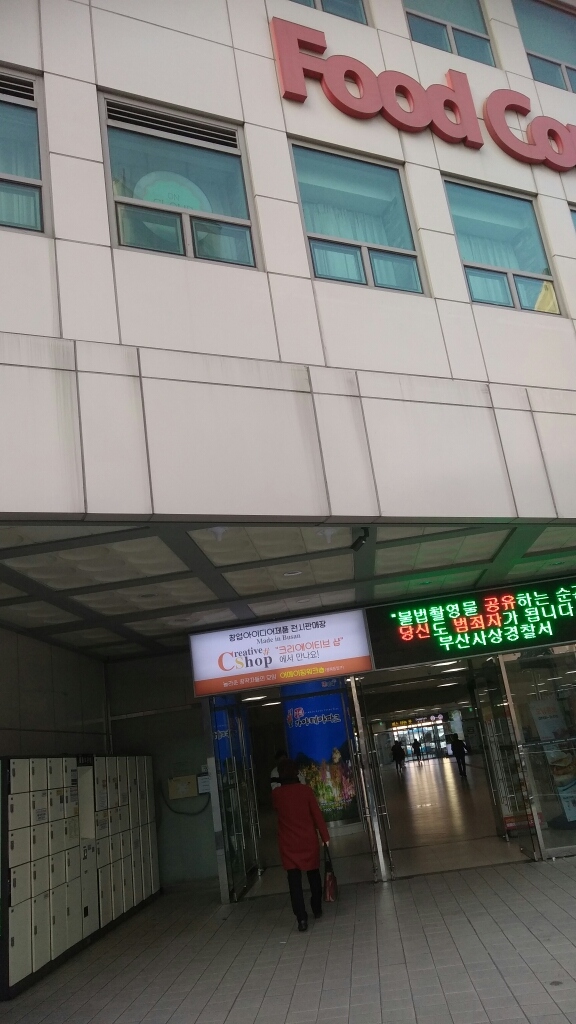 Food Co
창업아이디어제품 전시판매장
Made in Busan
Creative
Shop
"크리에이티브 샵"
에서 만나요!
"불법촬영물 공유하는 순간
당신도 범죄자가 됩니다
부산사상경찰서